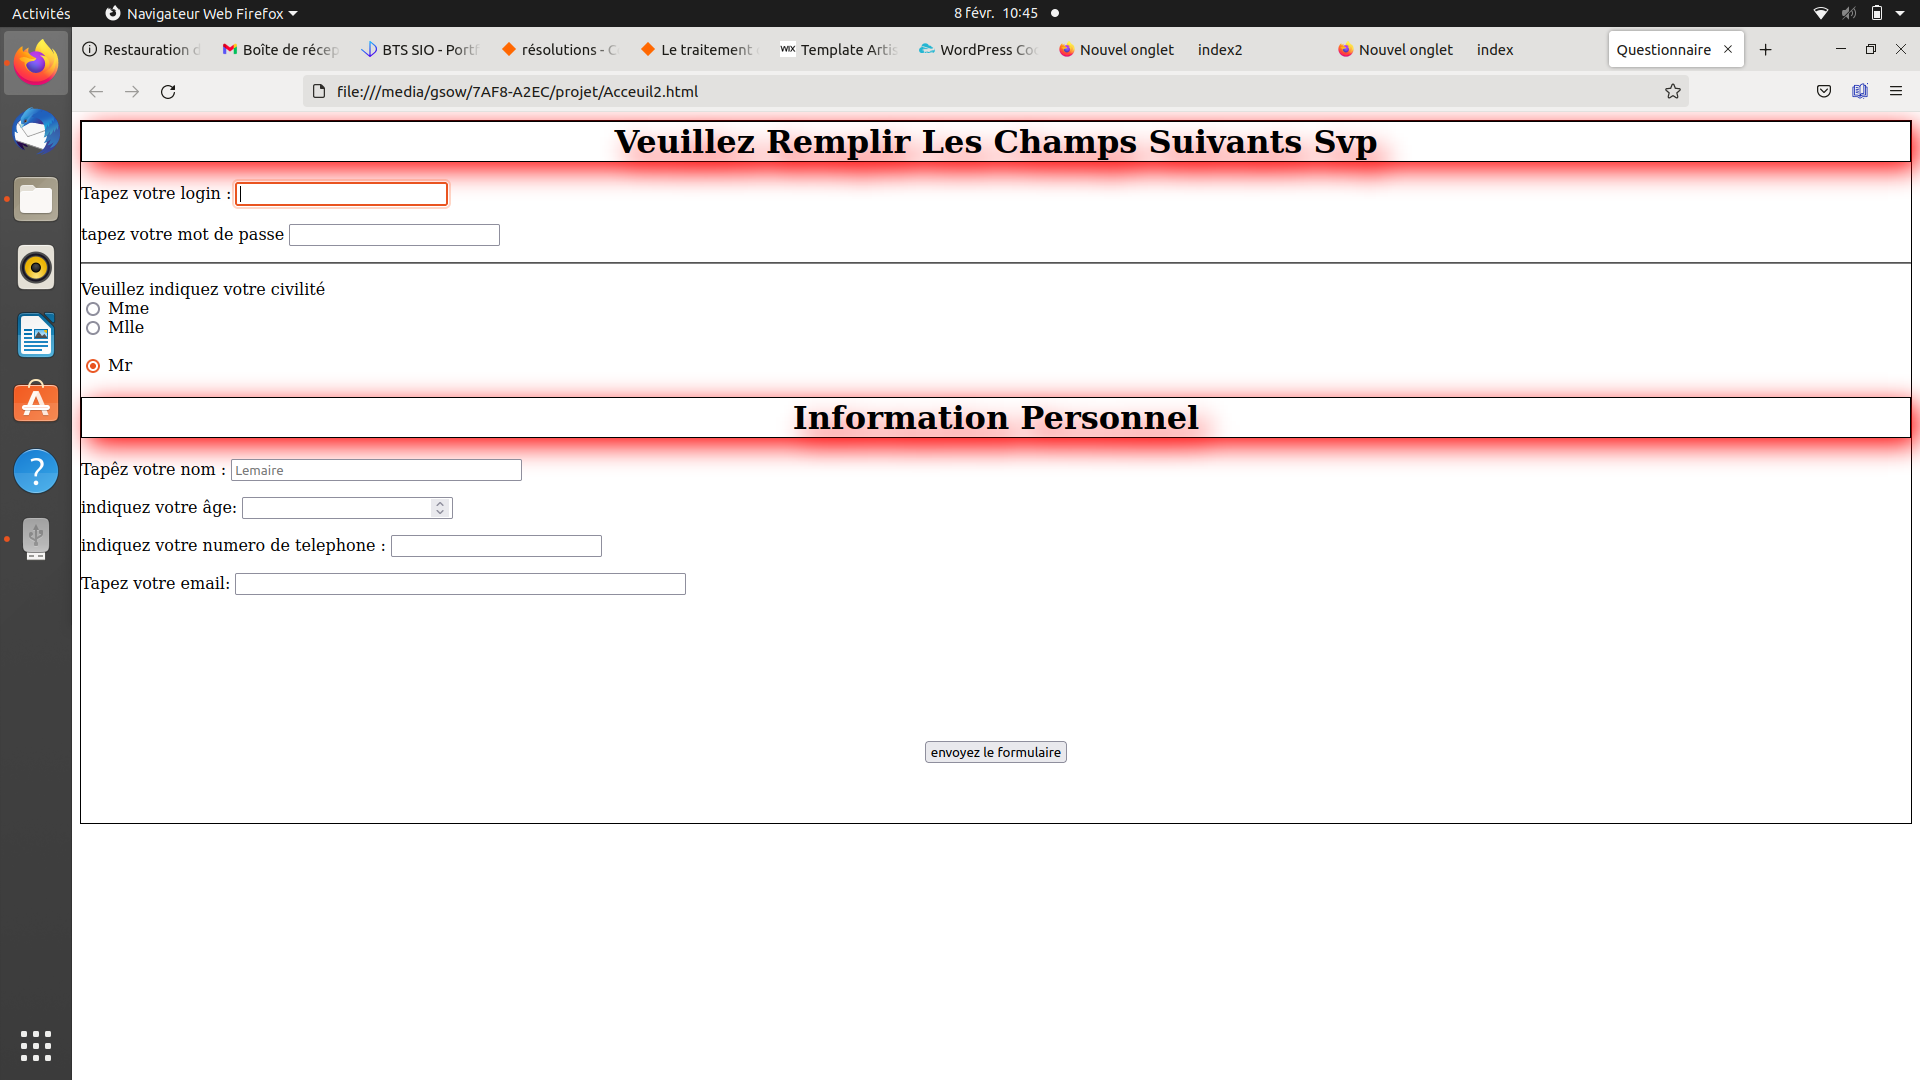 Activités
Navigateur Web Firefox
8 févr. 10:45
Restauration d
Boîte de récep
BTS SIO - Portf
résolutions - C
Le traitement
WIX Template Artis
WordPress Co
Nouvel onglet
index2
Nouvel onglet
index
Questionnaire
file:///media/gsow/7AF8-A2EC/projet/Acceuil2.html
Veuillez Remplir Les Champs Suivants Svp
Tapez votre login :
tapez votre mot de passe
Veuillez indiquez votre civilité
Mme
Mlle
Mr
Information Personnel
Tapêz votre nom : Lemaire
indiquez votre âge:
indiquez votre numero de telephone :
Tapez votre email:
envoyez le formulaire